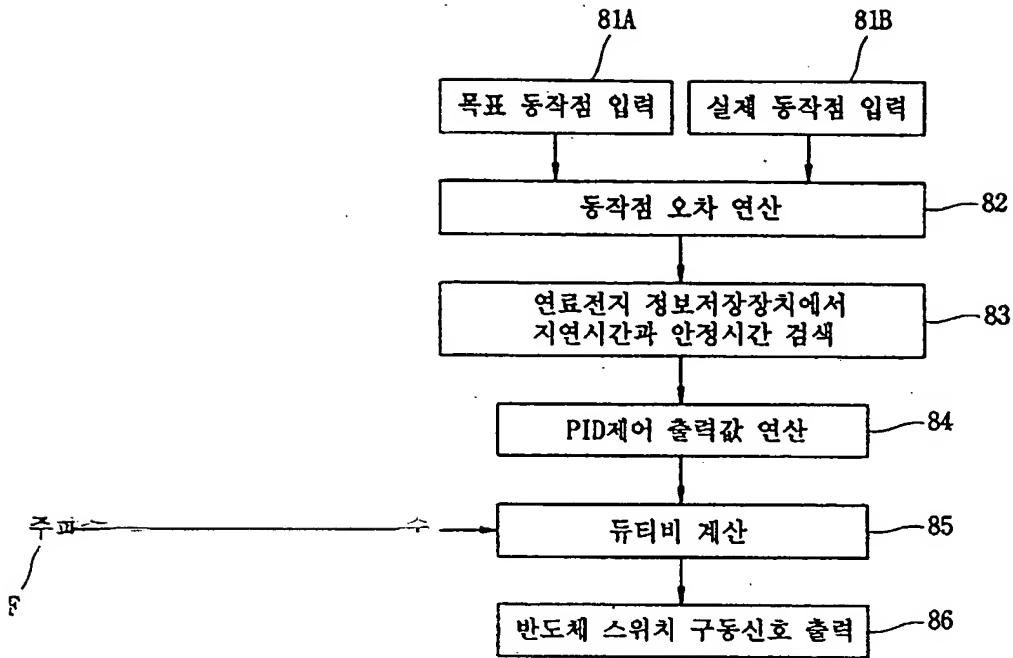 81A
81B
목표 동작점 입력
실제 동작점 입력
동작점 오차 연산
82
연료전지 정보저장장치에서
지연시간과 안정시간 검색
83
PID제어 출력값 연산
84
주파수
듀티비 계산
85
F
반도체 스위치 구동신호 출력
86